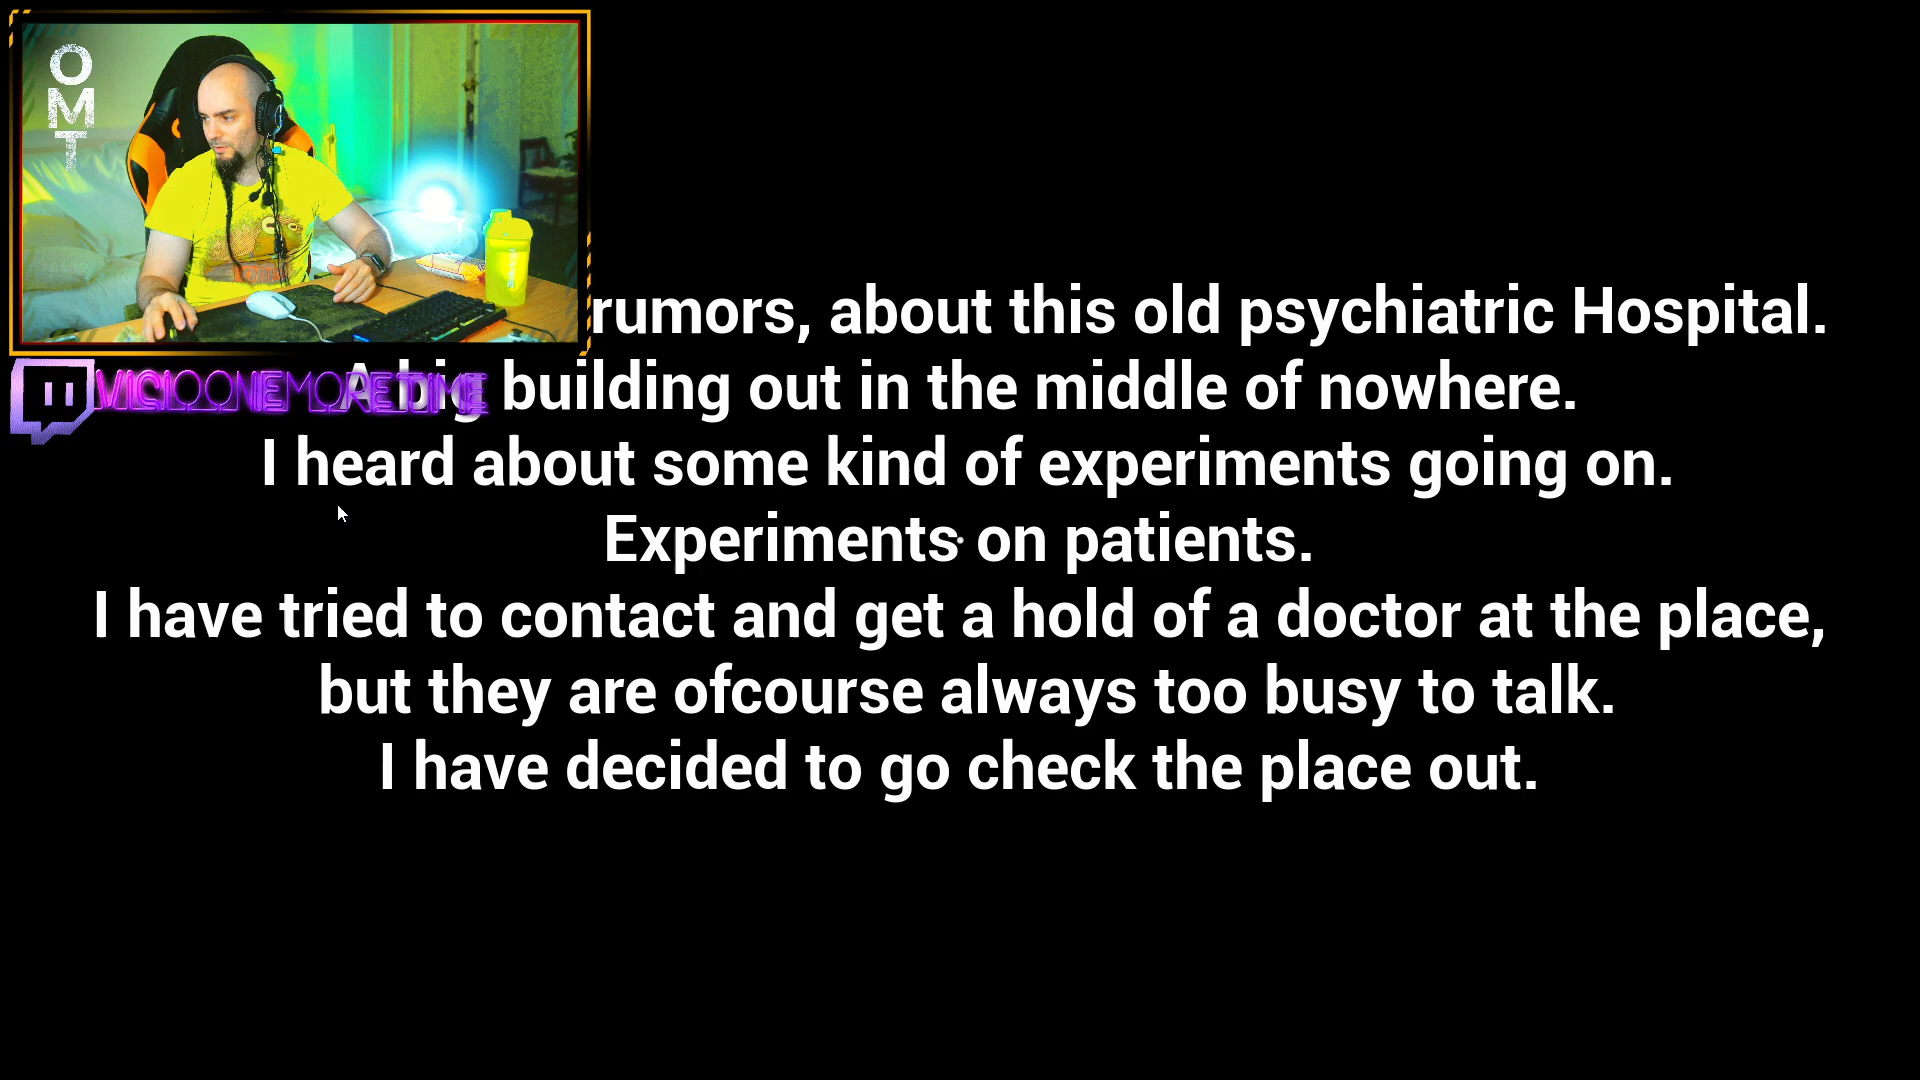 OMT
rumors, about this old psychiatric Hospital.
VICIOONEMORETIME
A big building out in the middle of nowhere.
I heard about some kind of experiments going on.
Experiments on patients.
I have tried to contact and get a hold of a doctor at the place,
but they are ofcourse always too busy to talk.
I have decided to go check the place out.